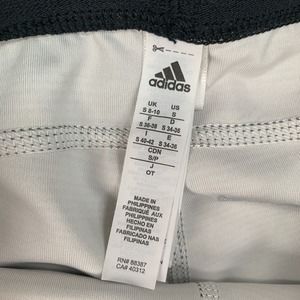 adidas
UK US
S 8-10 S
F D
S 36-38 S 34-36
I E
S 40-42 S 34-36
CDN
S/P
J
OT
MADE IN
PHILIPPINES
FABRIQUÉ AUX
PHILIPPINES
HECHO EN
FILIPINAS
FABRICADO NAS
FILIPINAS
RN# 88387
CA# 40312